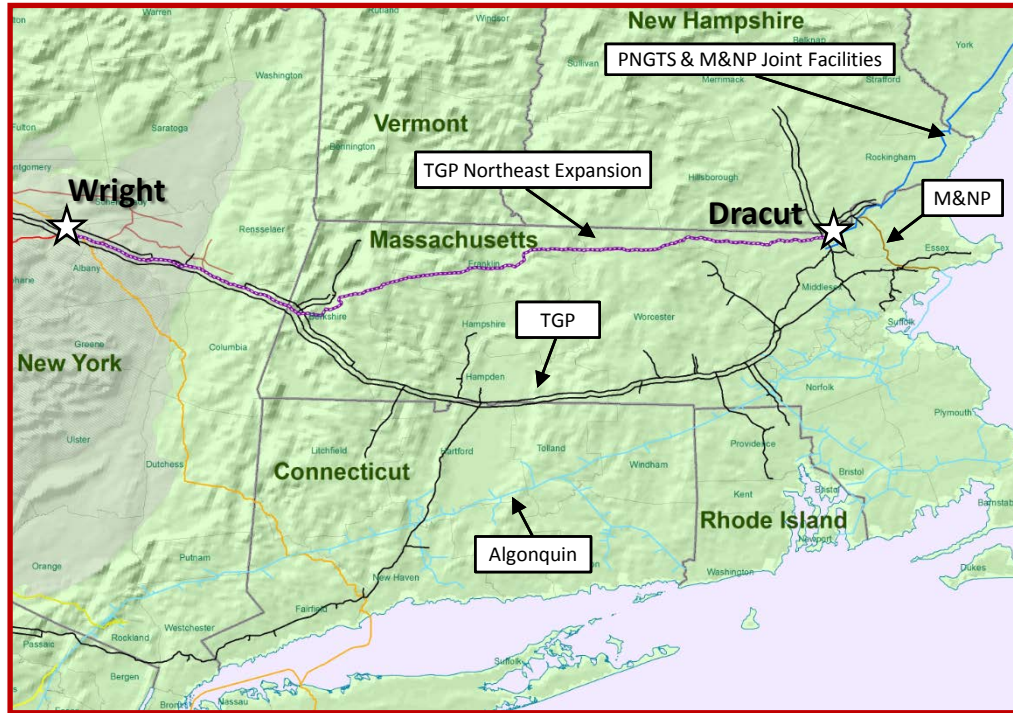 Warren
Rutland
Windsor
New Hampshire
Belknap
PNGTS & M&NP Joint Facilities
York
Sullivan
Merrimack
Strafford
Washington
Fulton
Saratoga
Vermont
Bennington
TGP Northeast Expansion
Rockingham
Hillsborough
Wright
Dracut
M&NP
Rensselaer
Massachusetts
Franklin
Essex
Albany
Middlesex
Berkshire
TGP
Suffolk
Worcester
Hampshire
Columbia
Greene
New York
Hampden
Norfolk
Plymouth
Ulster
Litchfield
Hartford
Tolland
Providence
Connecticut
Windham
Dutchess
Bristol
Kent
Bristol
Rhode Island
Newport
Barnstab
Algonquin
Putnam
Orange
New Haven
Washington
Dukes
Fairfield
Westchester
Rockland
Passaic
Suffolk
Bergen
Nassau